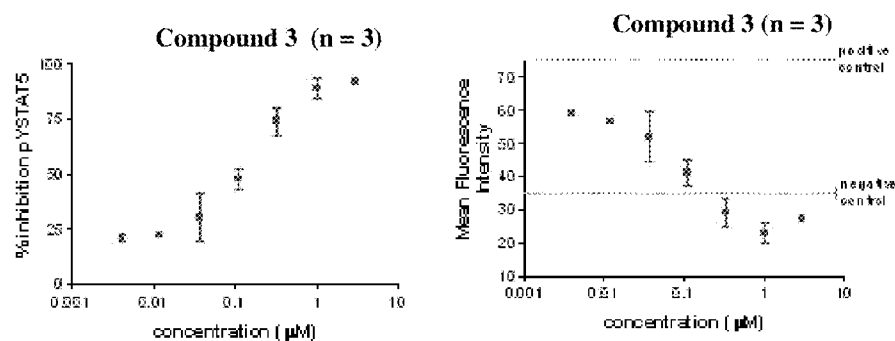 Compound 3 (n = 3)
% inhibition pYSTAT5
100
75
50
25
0
0.001
0.01
0.1
1
10
concentration ( µM)
Compound 3 (n = 3)
positive
control
Mean Fluorescence
Intensity
70
60
50
40
30
20
10
negative
control
0.001
0.01
0.1
1
10
concentration ( µM)